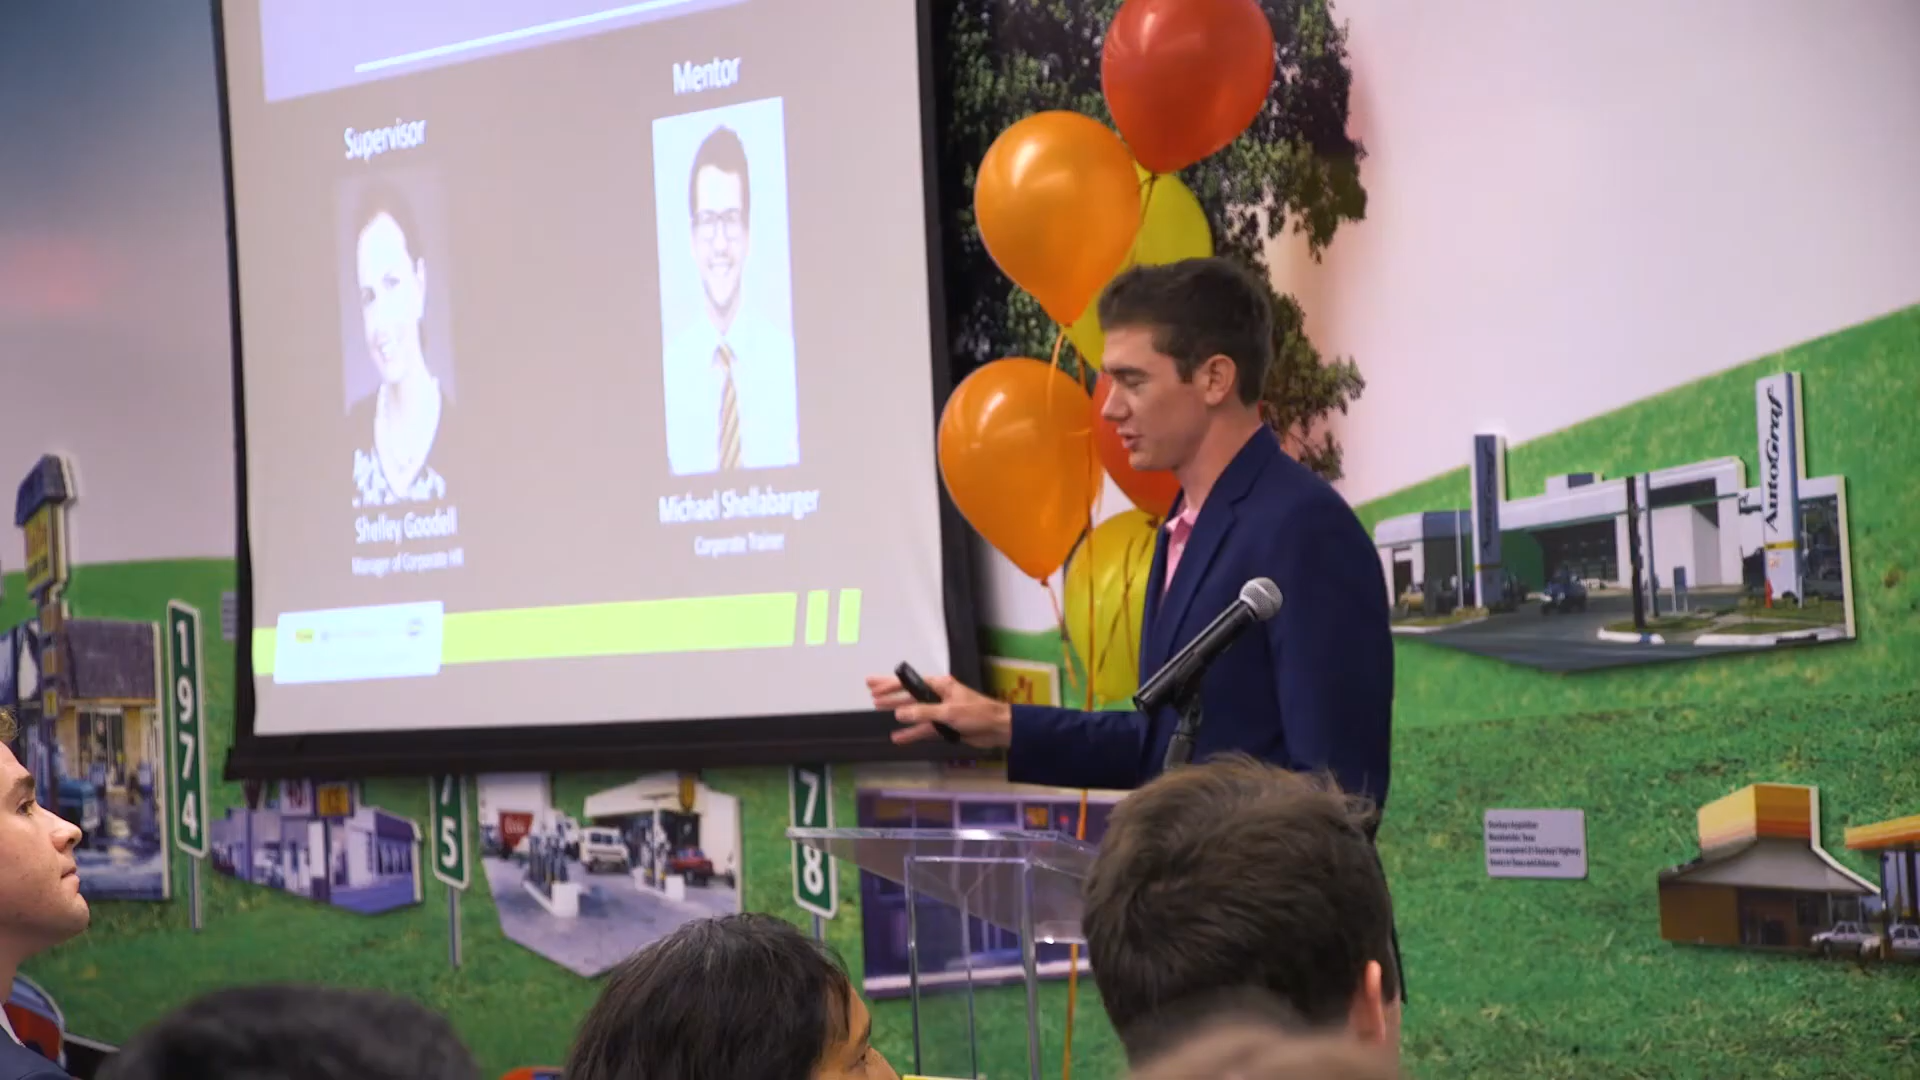 Supervisor
Mentor
Shelley Goodell
Manager of Corporate HR
Michael Shellabarger
Corporate Trainer
1974
75
78
AutoGraf